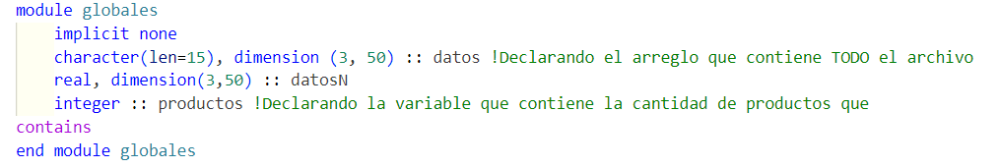 module globales
implicit none
character(len=15), dimension (3, 50) :: datos !Declarando el arreglo que contiene TODO el archivo
real, dimension(3,50) :: datosN
integer :: productos !Declarando la variable que contiene la cantidad de productos que
contains
end module globales